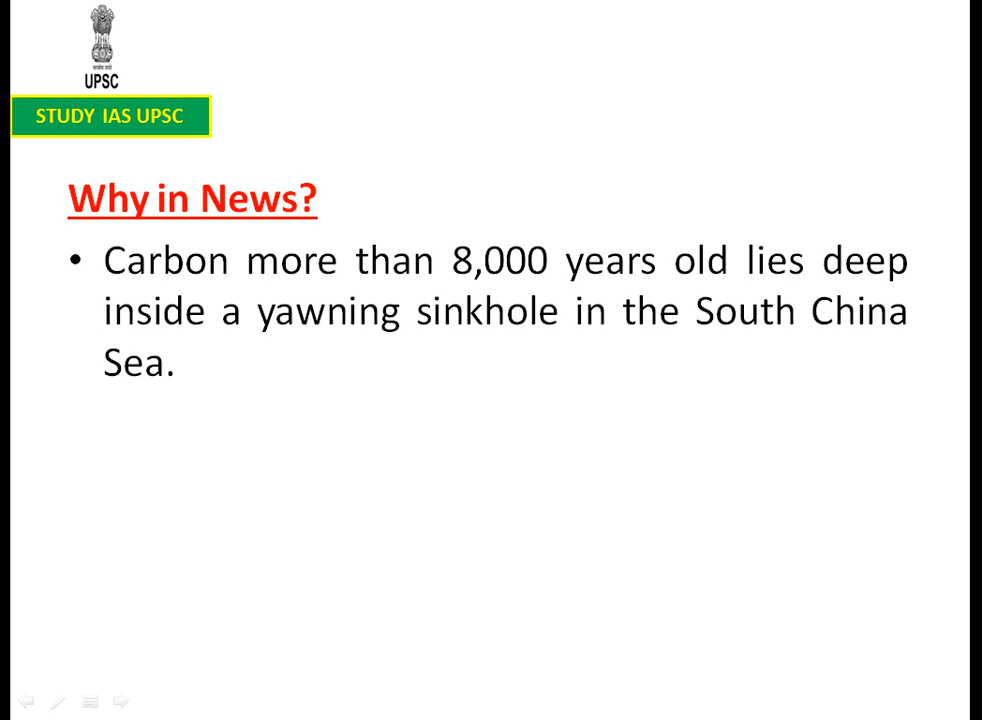 UPSC
STUDY IAS UPSC
Why in News?
• Carbon more than 8,000 years old lies deep
inside a yawning sinkhole in the South China
Sea.